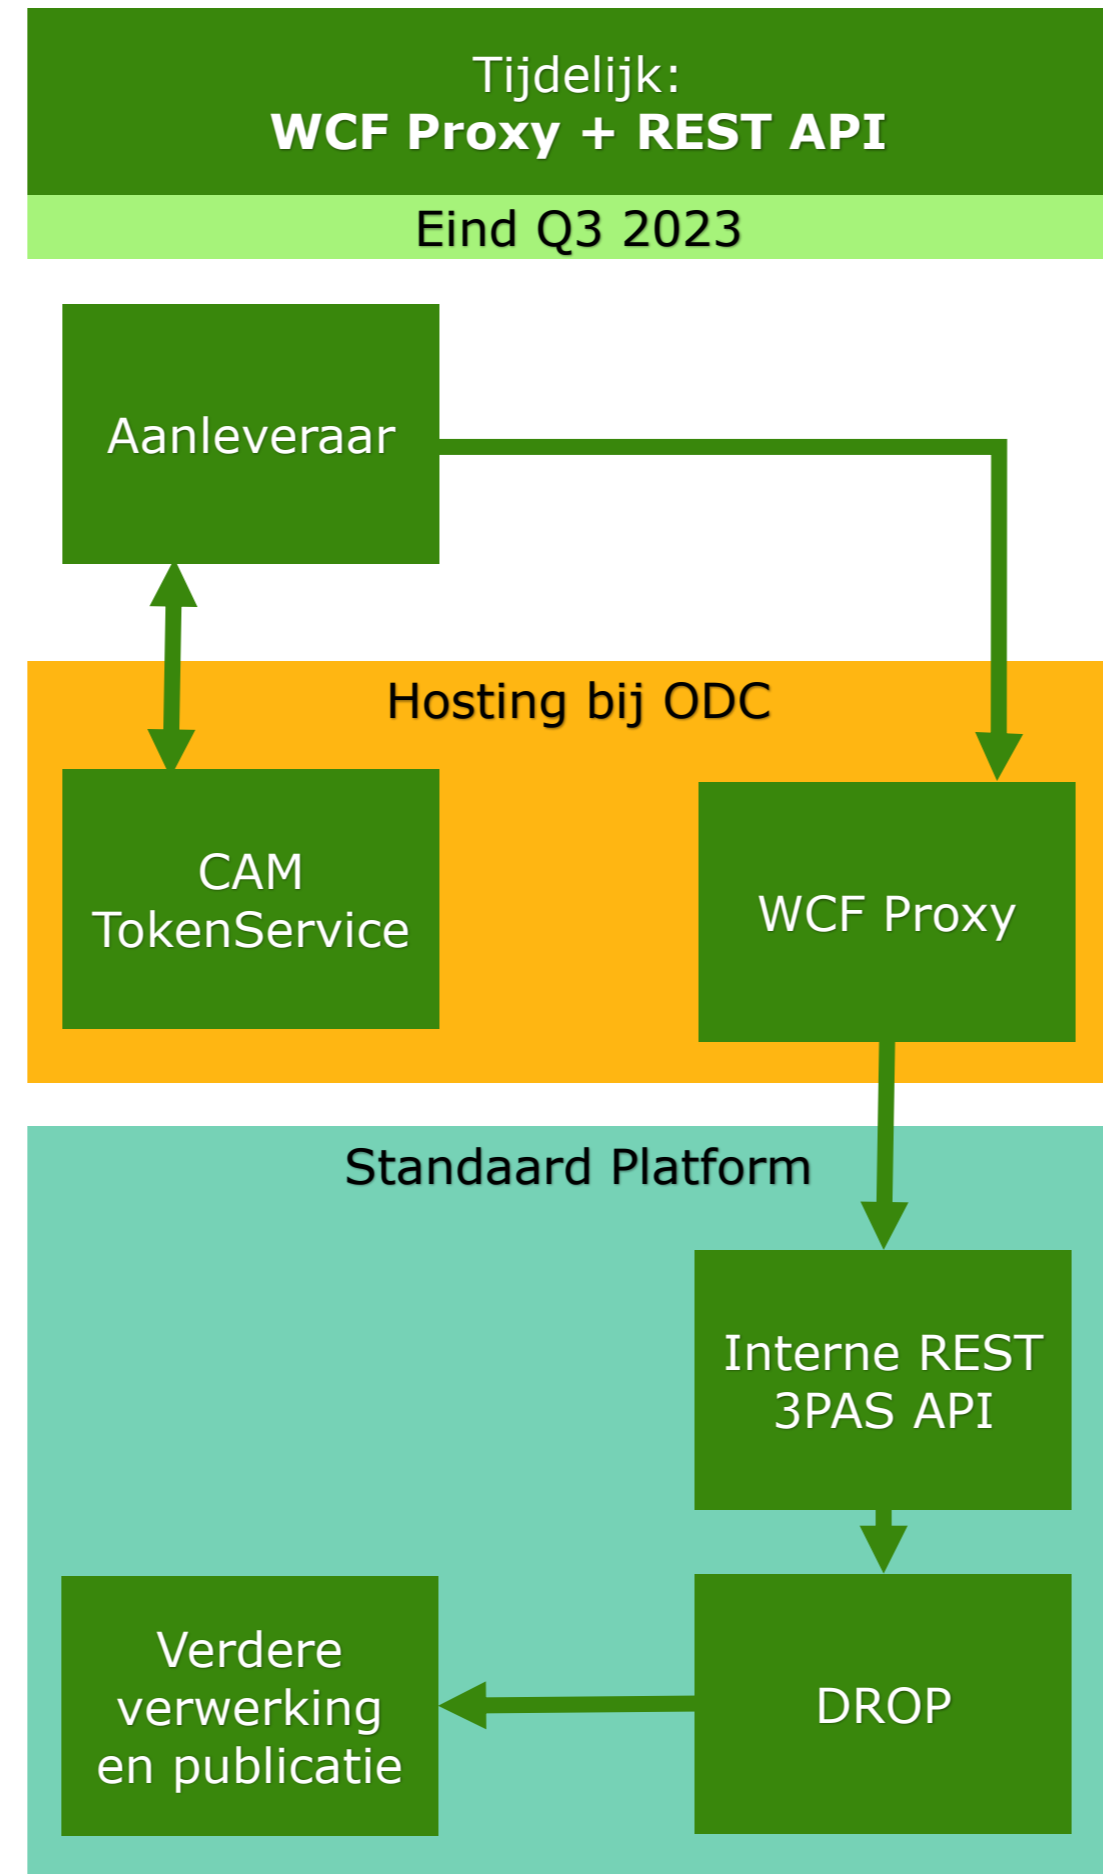 Tijdelijk:
WCF Proxy + REST API
Eind Q3 2023
Aanleveraar
Hosting bij ODC
CAM
TokenService
WCF Proxy
Standaard Platform
Interne REST
3PAS API
Verdere
verwerking
en publicatie
DROP